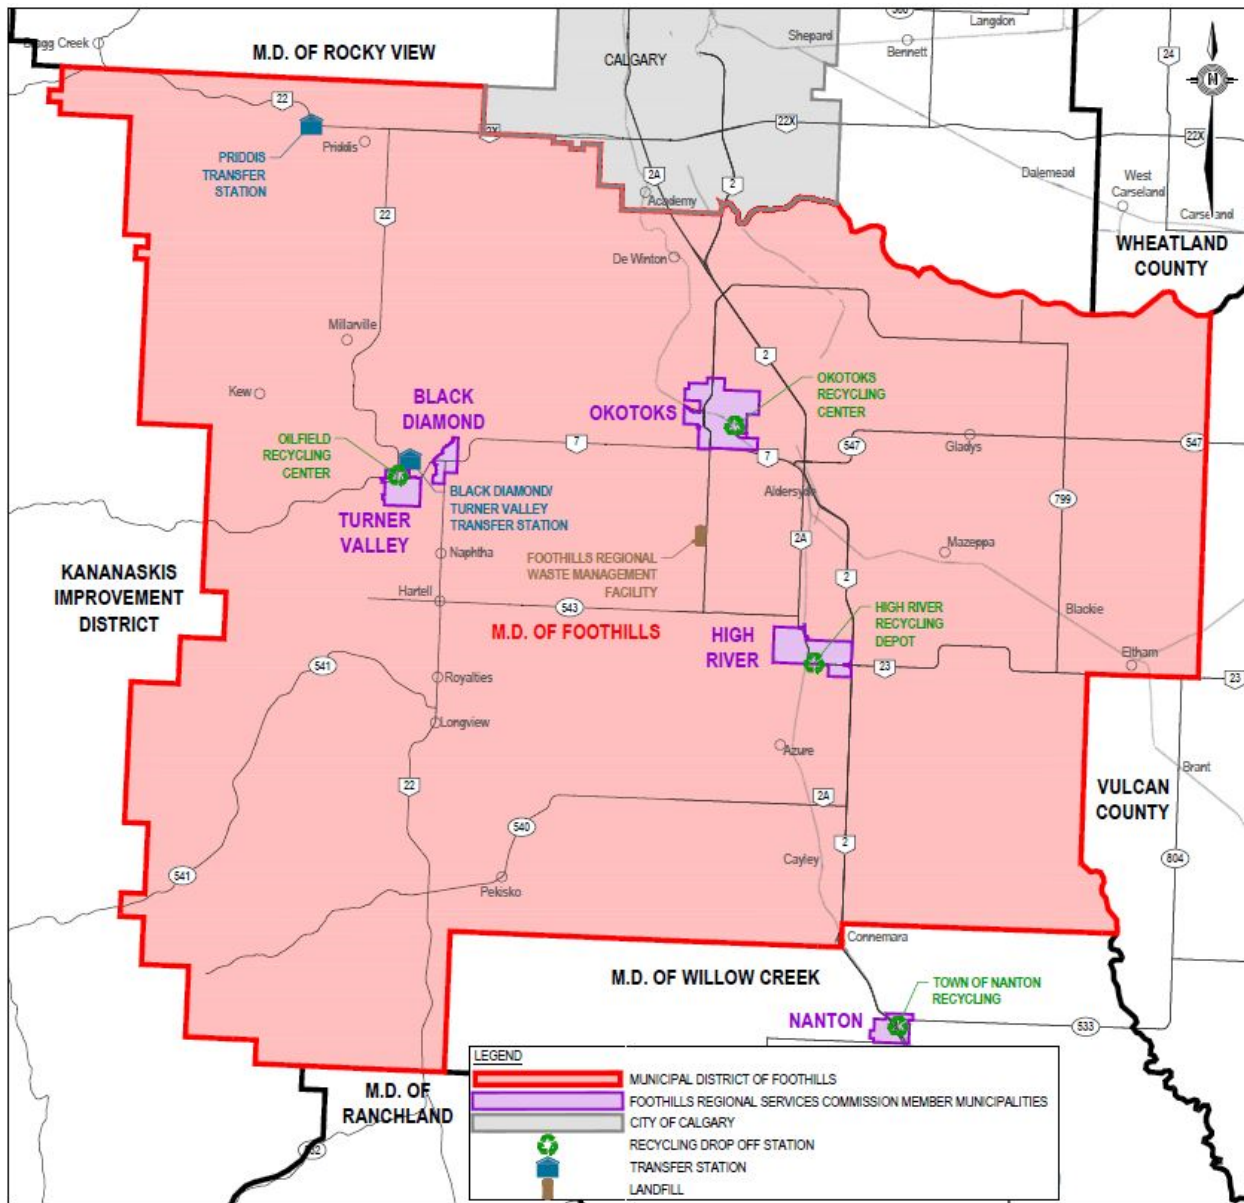 Bragg Creek
M.D. OF ROCKY VIEW
CALGARY
Shepard
Bennett
Langdon
24
N
22
PRIDDIS
TRANSFER
STATION
Priddis
22X
22X
2A
2
Academy
Dalemead
West
Carseland
Carseland
WHEATLAND
COUNTY
22
De Winton
Millarville
2
Kew
BLACK
DIAMOND
OKOTOKS
OKOTOKS
RECYCLING
CENTER
OILFIELD
RECYCLING
CENTER
7
7
547
Gladys
547
TURNER
VALLEY
BLACK DIAMOND/
TURNER VALLEY
TRANSFER STATION
Aldersyde
799
Naphtha
FOOTHILLS REGIONAL
WASTE MANAGEMENT
FACILITY
2A
2
Mazeppa
KANANASKIS
IMPROVEMENT
DISTRICT
Hartell
543
M.D. OF FOOTHILLS
HIGH
RIVER
HIGH RIVER
RECYCLING
DEPOT
Blackie
Eltham
541
23
23
Royalties
Longview
Azure
22
2A
VULCAN
COUNTY
Brant
540
541
Pekisko
Cayley
2
804
Connemara
M.D. OF WILLOW CREEK
TOWN OF NANTON
RECYCLING
NANTON
533
M.D. OF
RANCHLAND
LEGEND
MUNICIPAL DISTRICT OF FOOTHILLS
FOOTHILLS REGIONAL SERVICES COMMISSION MEMBER MUNICIPALITIES
CITY OF CALGARY
RECYCLING DROP OFF STATION
TRANSFER STATION
LANDFILL